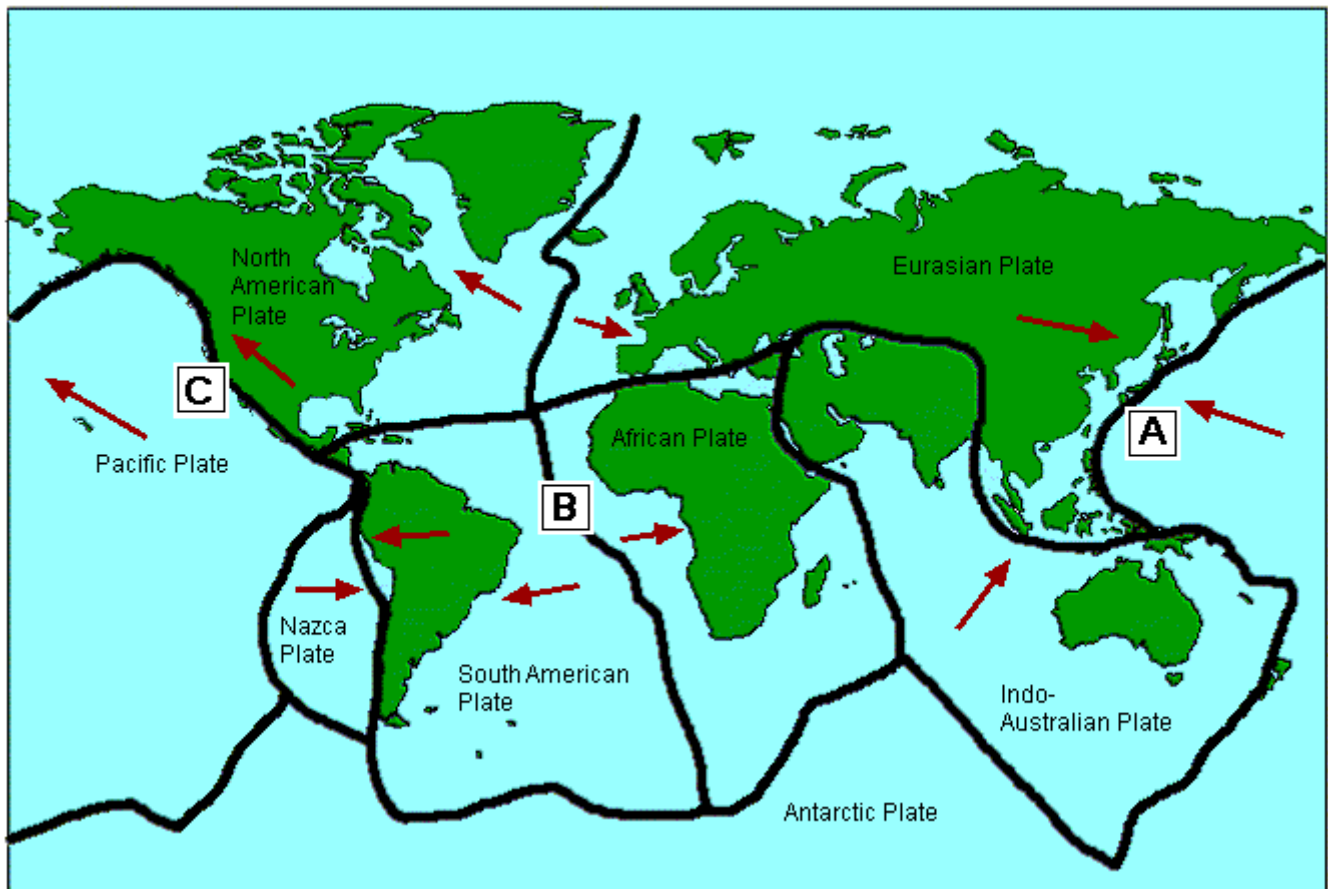 North
American
Plate
Eurasian Plate
C
A
African Plate
Pacific Plate
B
Nazca
Plate
South American
Plate
Indo-
Australian Plate
Antarctic Plate